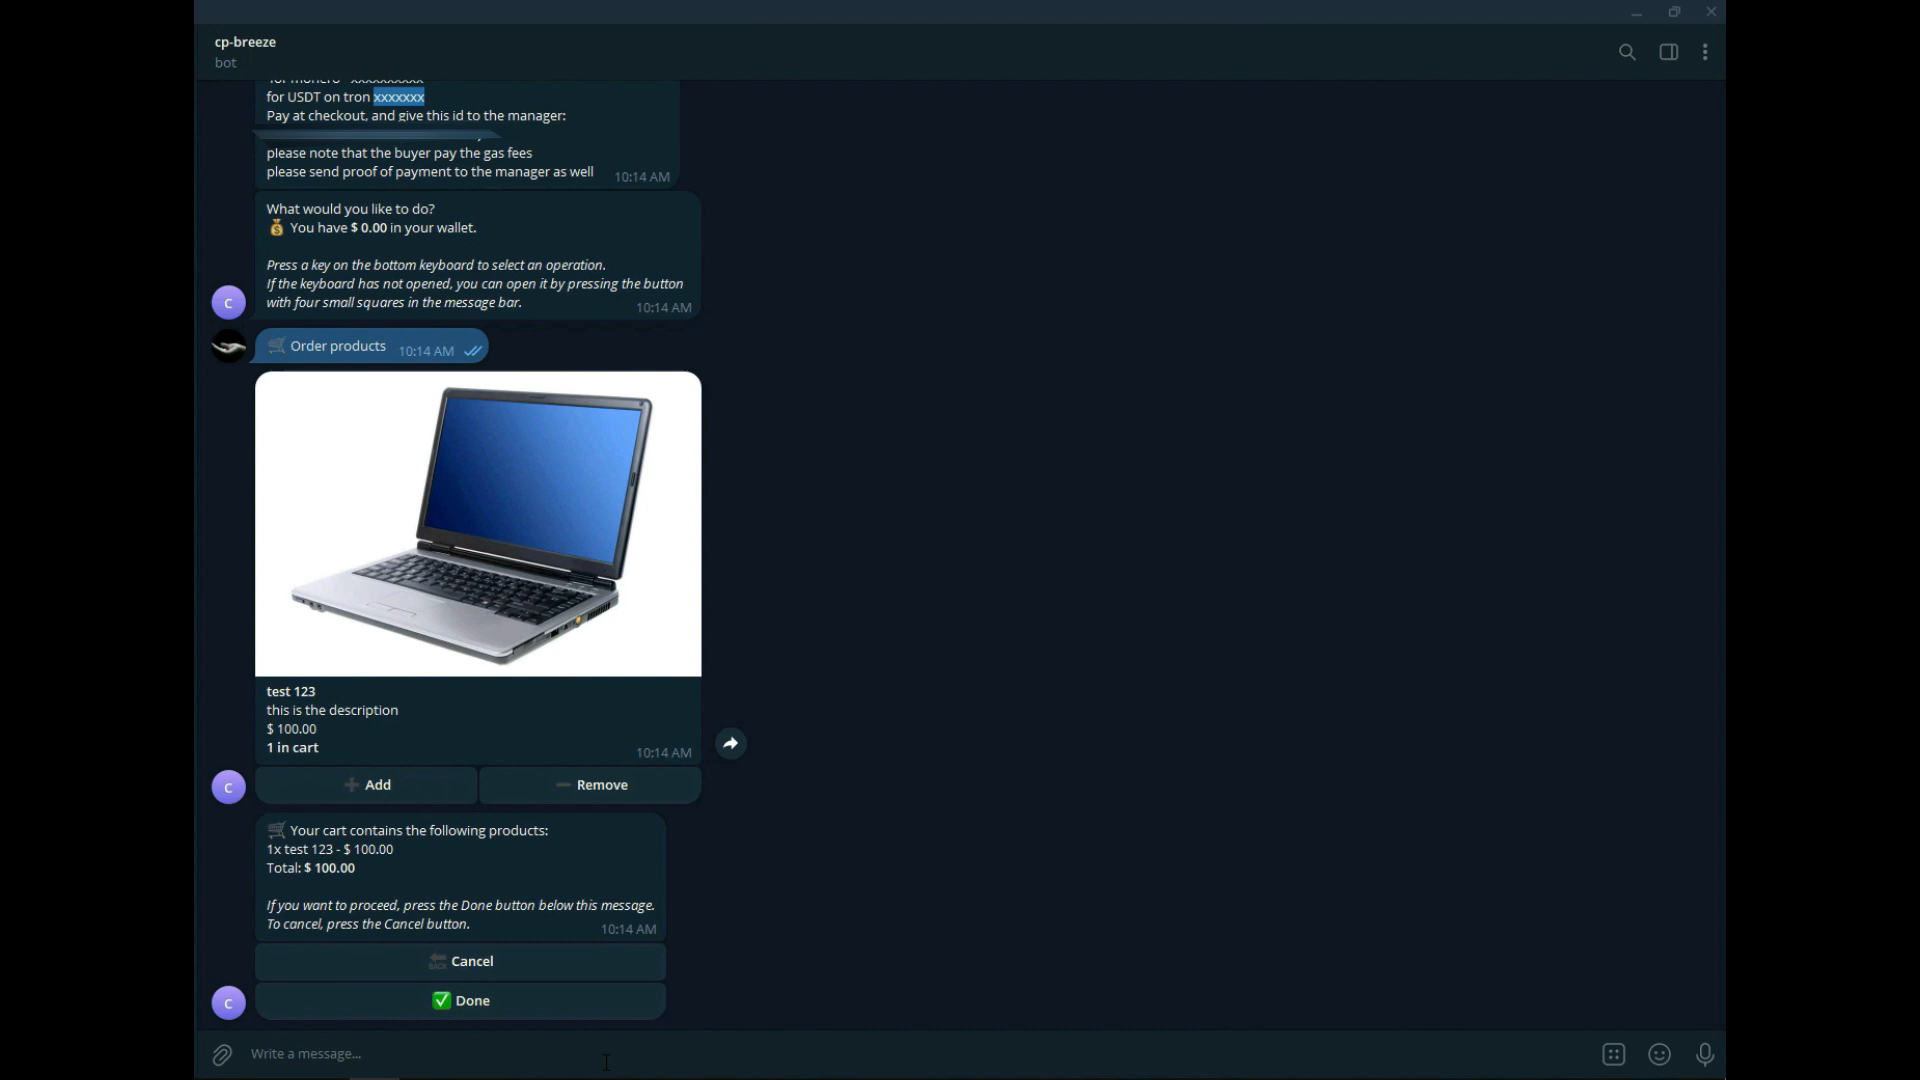 cp-breeze
bot
for monero - xxxxxxxxxx
for USDT on tron xxxxxxx
Pay at checkout, and give this id to the manager:
please note that the buyer pay the gas fees
please send proof of payment to the manager as well 10:14 AM
What would you like to do?
💰 You have $ 0.00 in your wallet.
Press a key on the bottom keyboard to select an operation.
If the keyboard has not opened, you can open it by pressing the button
with four small squares in the message bar. 10:14 AM
C
🛒 Order products 10:14 AM
test 123
this is the description
$ 100.00
1 in cart 10:14 AM
C
➕ Add
➖ Remove
🛒 Your cart contains the following products:
1x test 123 - $ 100.00
Total: $ 100.00
If you want to proceed, press the Done button below this message.
To cancel, press the Cancel button. 10:14 AM
🔙 Cancel
✅ Done
C
Write a message...